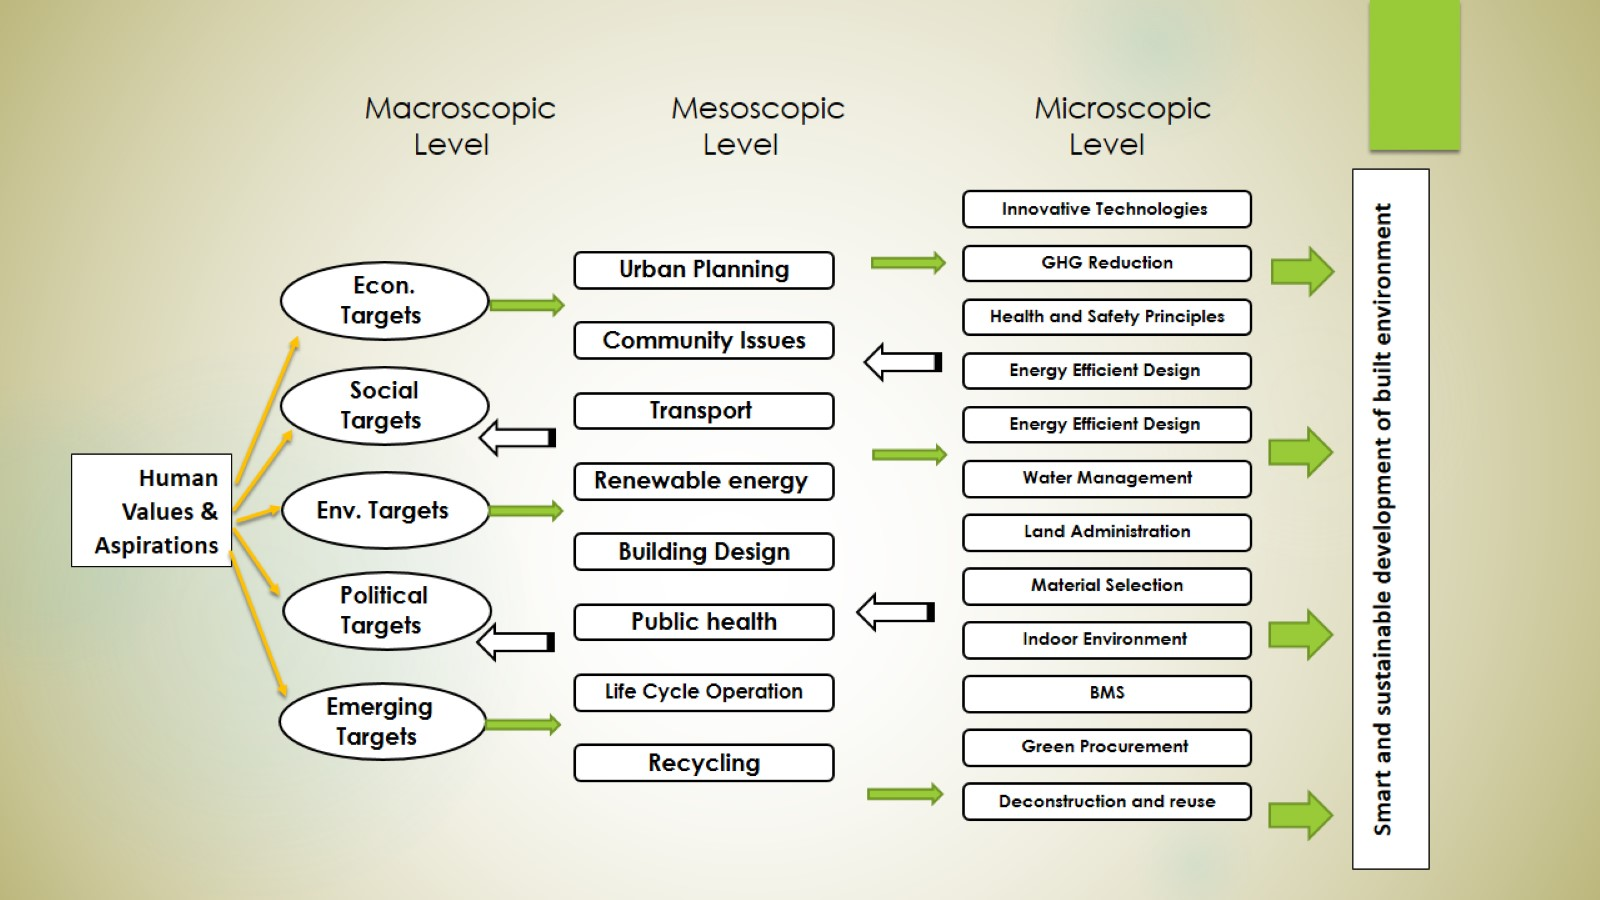 Macroscopic
Level
Mesoscopic
Level
Microscopic
Level
Human
Values &
Aspirations
Econ.
Targets
Social
Targets
Env. Targets
Political
Targets
Emerging
Targets
Urban Planning
Community Issues
Transport
Renewable energy
Building Design
Public health
Life Cycle Operation
Recycling
Innovative Technologies
GHG Reduction
Health and Safety Principles
Energy Efficient Design
Energy Efficient Design
Water Management
Land Administration
Material Selection
Indoor Environment
BMS
Green Procurement
Deconstruction and reuse
Smart and sustainable development of built environment